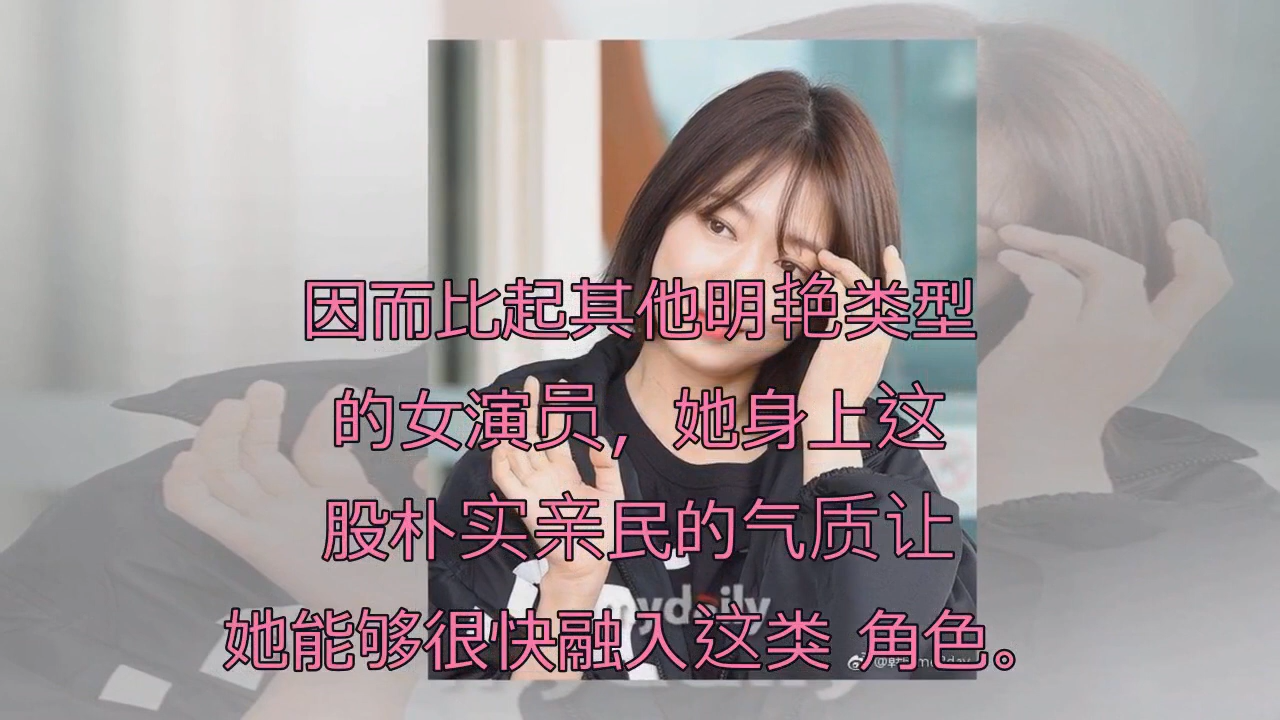 因而比起其他明艳类型
的女演员，她身上这
股朴实亲民的气质让
她能够很快融入这类 角色。
mydaily